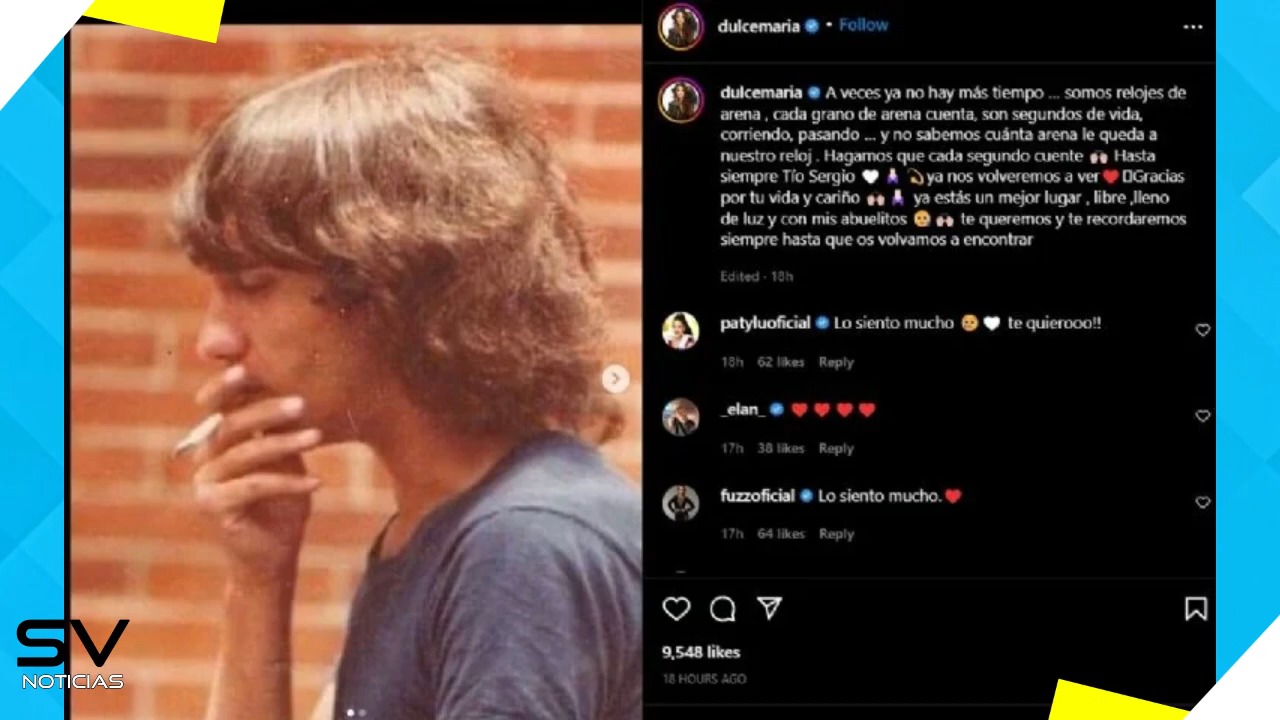 dulcemaria • Follow
dulcemaria A veces ya no hay más tiempo ... somos relojes de
arena , cada grano de arena cuenta, son segundos de vida,
corriendo, pasando ... y no sabemos cuánta arena le queda a
nuestro reloj . Hagamos que cada segundo cuente 🙌🏻 Hasta
siempre Tío Sergio 🤍🧘🏻‍♀️ 💫ya nos volveremos a ver❤️Gracias
por tu vida y cariño 🙌🏻🧘🏻‍♀️ ya estás un mejor lugar , libre ,lleno
de luz y con mis abuelitos 😢🙌🏻 te queremos y te recordaremos
siempre hasta que os volvamos a encontrar
Edited · 18h
patyluoficial Lo siento mucho 😢🤍 te quierooo!!
18h 62 likes Reply
_elan_ ❤️❤️❤️❤️
17h 38 likes Reply
fuzzoficial Lo siento mucho.❤️
17h 64 likes Reply
9,548 likes
18 HOURS AGO
SV
NOTICIAS